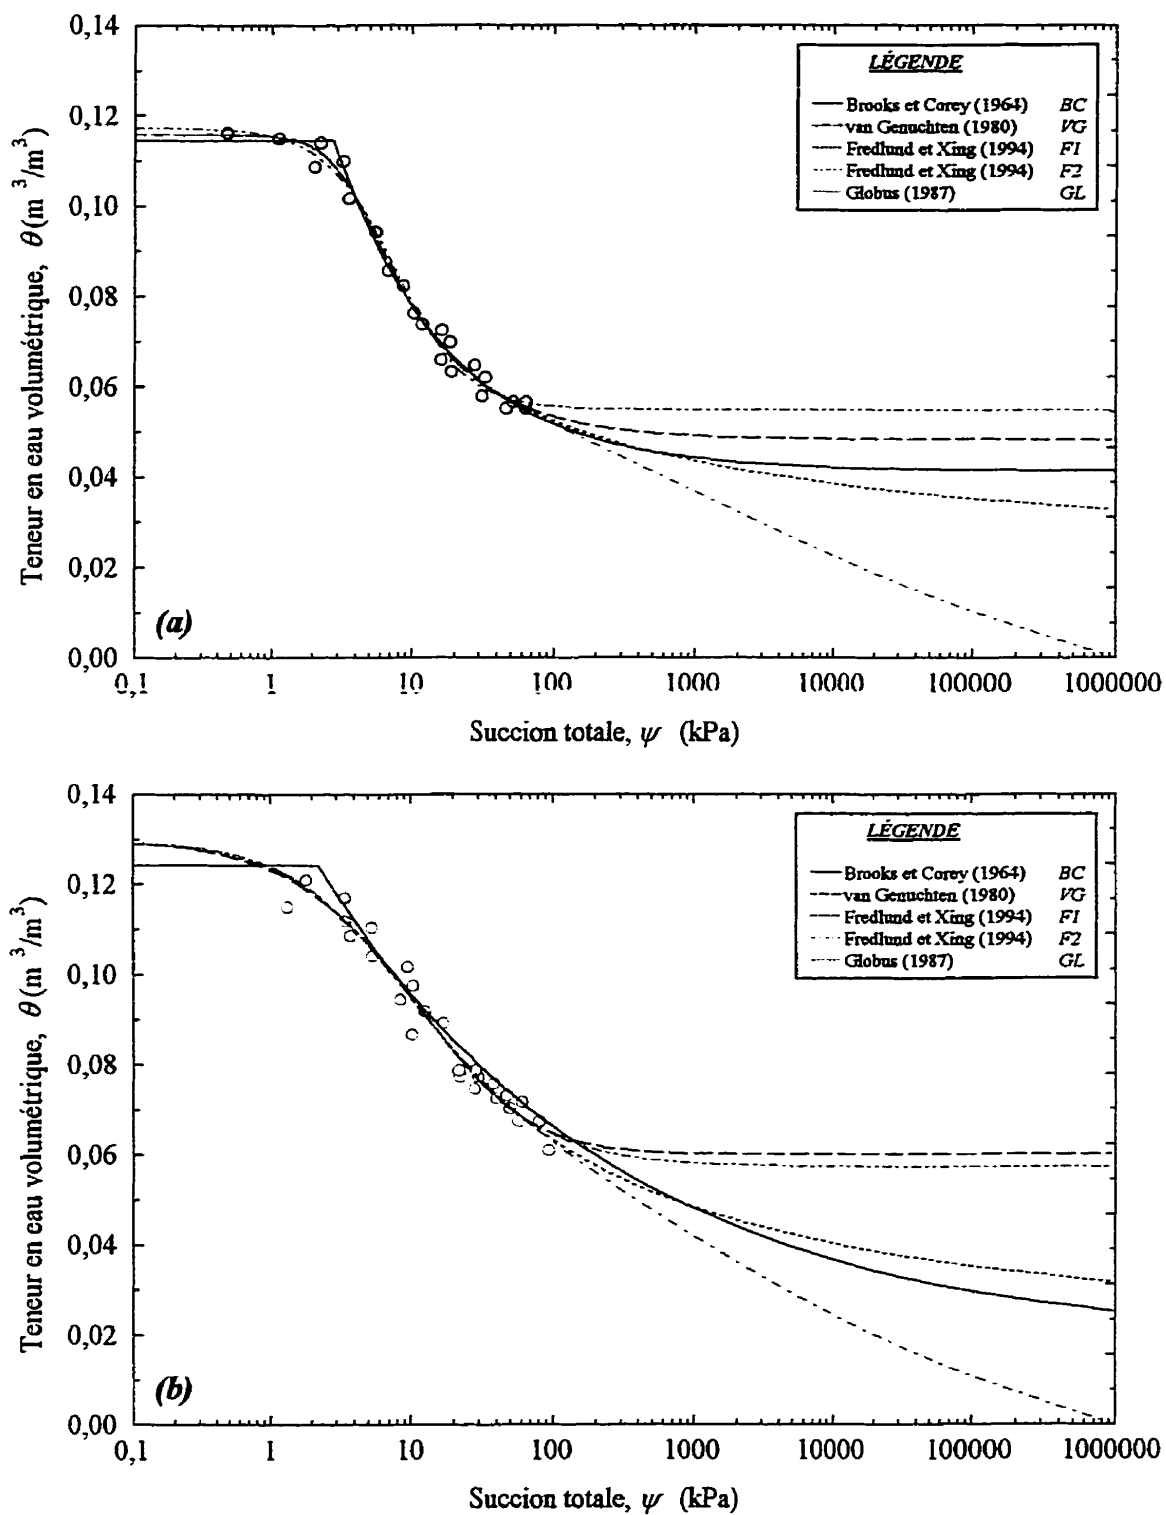 0,14
0,12
0,10
0,08
0,06
0,04
0,02
0,00
Teneur en eau volumétrique, θ (m³/m³)
LÉGENDE
Brooks et Corey (1964) BC
van Genuchten (1980) VG
Fredlund et Xing (1994) F1
Fredlund et Xing (1994) F2
Globus (1987) GL
(a)
0,1 1 10 100 1000 10000 100000 1000000
Succion totale, ψ (kPa)
0,14
0,12
0,10
0,08
0,06
0,04
0,02
0,00
Teneur en eau volumétrique, θ (m³/m³)
LÉGENDE
Brooks et Corey (1964) BC
van Genuchten (1980) VG
Fredlund et Xing (1994) F1
Fredlund et Xing (1994) F2
Globus (1987) GL
(b)
0,1 1 10 100 1000 10000 100000 1000000
Succion totale, ψ (kPa)